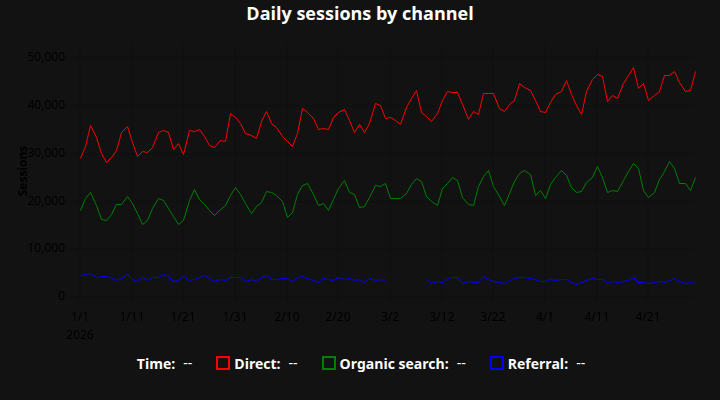 Daily sessions by channel
50,000
40,000
30,000
20,000
10,000
0
Sessions
1/1 1/11 1/21 1/31 2/10 2/20 3/2 3/12 3/22 4/1 4/11 4/21
2026
Time: -- Direct: -- Organic search: -- Referral: --